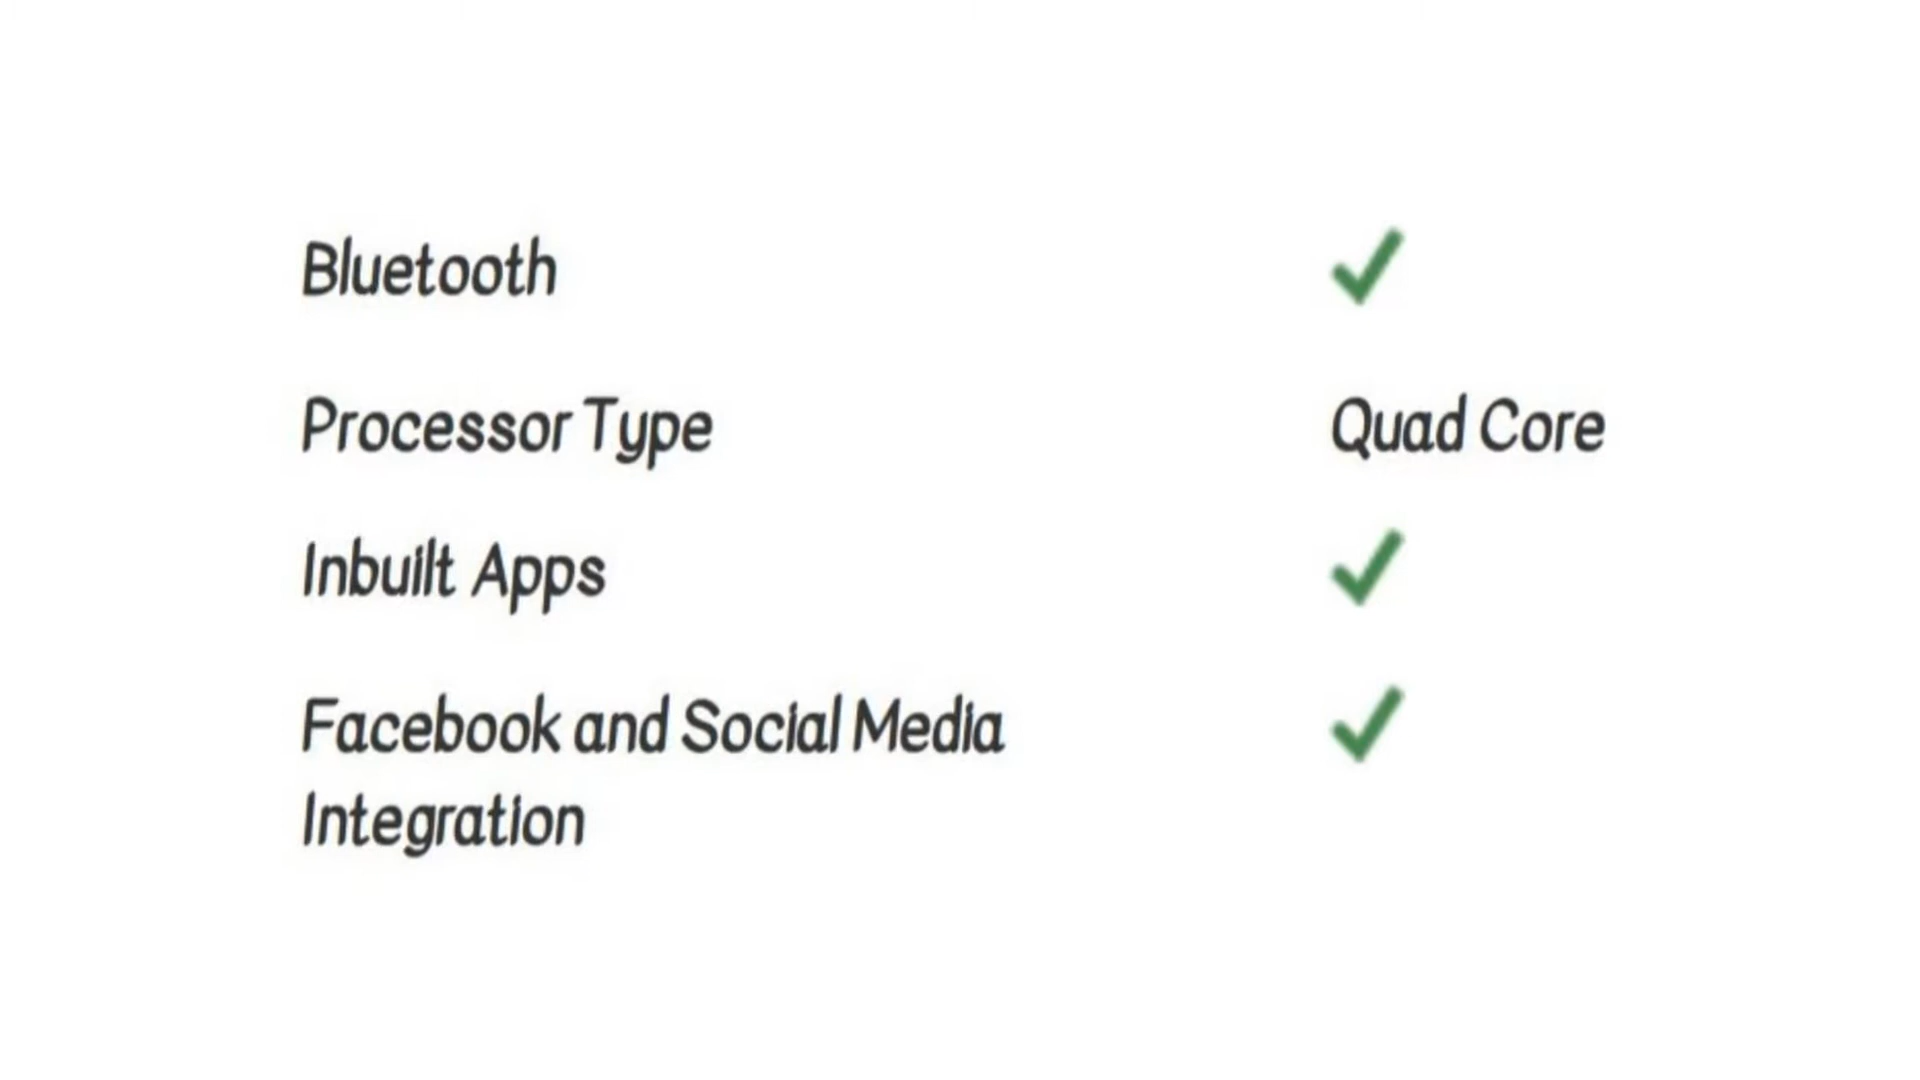 Bluetooth ✓
Processor Type Quad Core
Inbuilt Apps ✓
Facebook and Social Media ✓
Integration